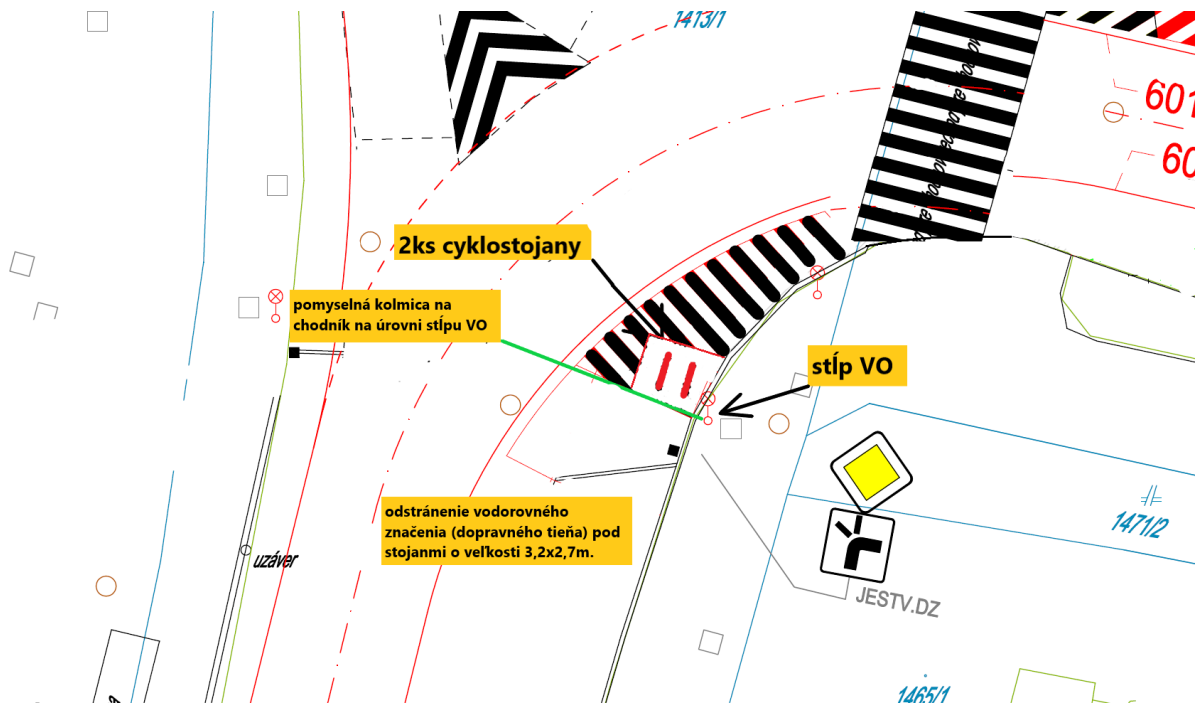 1413/1
601
60
2ks cyklostojany
pomyselná kolmica na
chodník na úrovni stĺpu VO
stĺp VO
odstránenie vodorovného
značenia (dopravného tieňa) pod
stojanmi o veľkosti 3,2x2,7m.
1471/2
uzáver
JESTV.DZ
1465/1